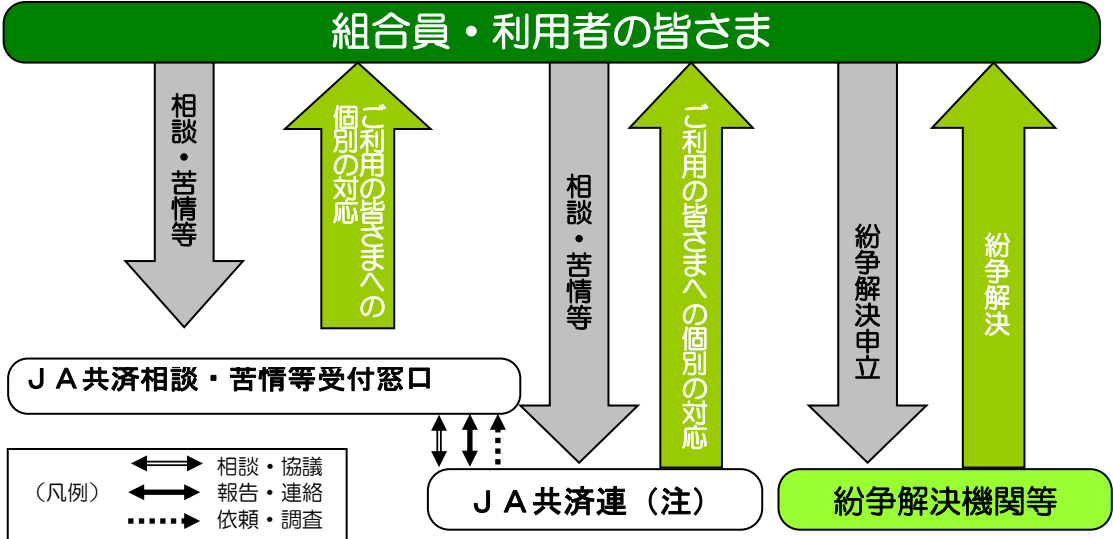 組合員・利用者の皆さま
相談・苦情等
ご利用の皆さまへの
個別の対応
相談・苦情等
ご利用の皆さまへの個別の対応
紛争解決申立
紛争解決
ＪＡ共済相談・苦情等受付窓口
ＪＡ共済連（注）
紛争解決機関等
（凡例）
相談・協議
報告・連絡
依頼・調査